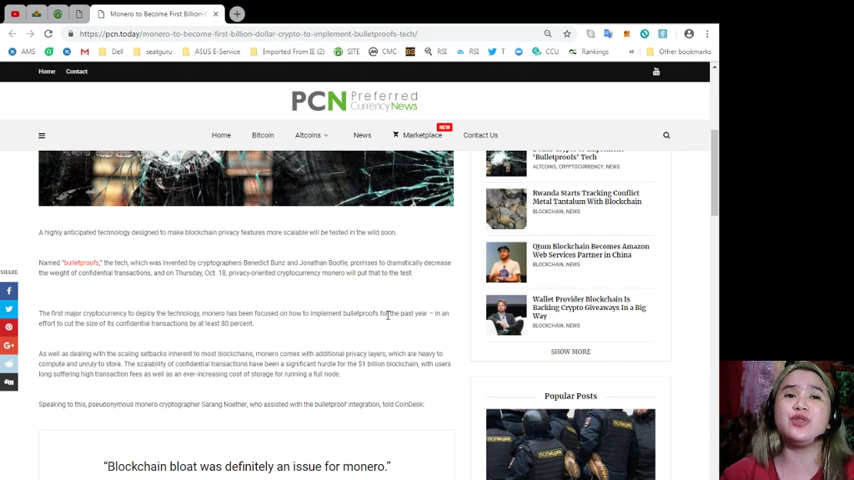 Monero to Become First Billion-
https://pcn.today/monero-to-become-first-billion-dollar-crypto-to-implement-bulletproofs-tech/
AMS
Dell
seatguru
ASUS E-Service
Imported From IE (2)
SITE
CMC
BG
RSI
RSI
T
CCU
Rankings
Other bookmarks
Home Contact
PCN Preferred Currency News
Home Bitcoin Altcoins News Marketplace NEW Contact Us
'Bulletproofs' Tech
ALTCOINS, CRYPTOCURRENCY, NEWS
Rwanda Starts Tracking Conflict
Metal Tantalum With Blockchain
BLOCKCHAIN, NEWS
Qtum Blockchain Becomes Amazon
Web Services Partner in China
BLOCKCHAIN, NEWS
Wallet Provider Blockchain Is
Backing Crypto Giveaways In a Big
Way
BLOCKCHAIN, NEWS
SHOW MORE
Popular Posts
SHARE
A highly anticipated technology designed to make blockchain privacy features more scalable will be tested in the wild soon.
Named "bulletproofs," the tech, which was invented by cryptographers Benedict Bunz and Jonathan Bootle, promises to dramatically decrease
the weight of confidential transactions, and on Thursday, Oct. 18, privacy-oriented cryptocurrency monero will put that to the test.
The first major cryptocurrency to deploy the technology, monero has been focused on how to implement bulletproofs for the past year – in an
effort to cut the size of its confidential transactions by at least 80 percent.
As well as dealing with the scaling setbacks inherent to most blockchains, monero comes with additional privacy layers, which are heavy to
compute and unruly to store. The scalability of confidential transactions have been a significant hurdle for the $1 billion blockchain, with users
long suffering high transaction fees as well as an ever-increasing cost of storage for running a full node.
Speaking to this, pseudonymous monero cryptographer Sarang Noether, who assisted with the bulletproof integration, told CoinDesk:
"Blockchain bloat was definitely an issue for monero."